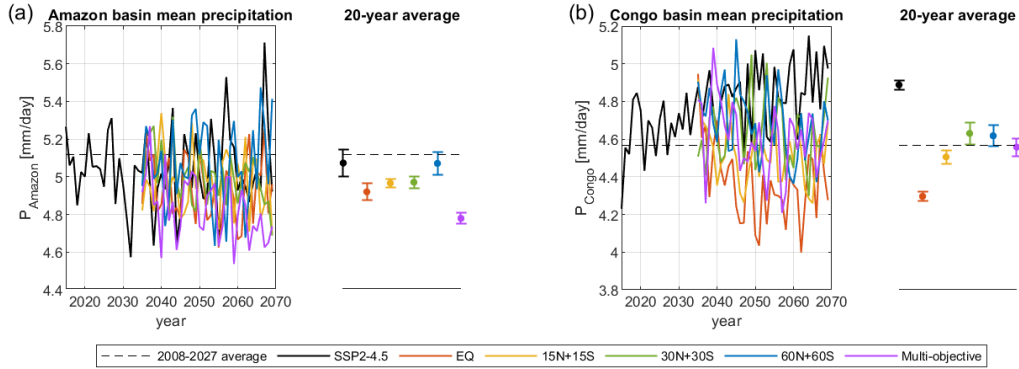 (a) Amazon basin mean precipitation
20-year average
5.8
5.6
5.4
5.2
5
4.8
4.6
4.4
P Amazon [mm/day]
2020 2030 2040 2050 2060 2070
year
(b) Congo basin mean precipitation
20-year average
5.2
5
4.8
4.6
4.4
4.2
4
3.8
P Congo [mm/day]
2020 2030 2040 2050 2060 2070
year
2008-2027 average SSP2-4.5 EQ 15N+15S 30N+30S 60N+60S Multi-objective